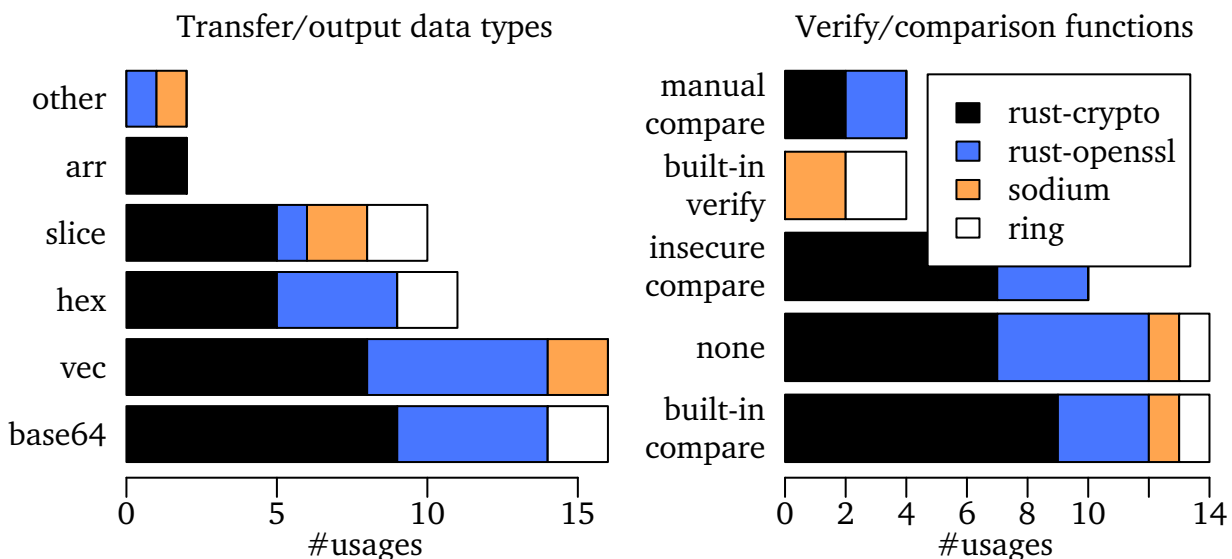 Transfer/output data types
other
arr
slice
hex
vec
base64
0 5 10 15
#usages
Verify/comparison functions
manual
compare
built-in
verify
insecure
compare
none
built-in
compare
rust-crypto
rust-openssl
sodium
ring
0 2 4 6 8 10 14
#usages